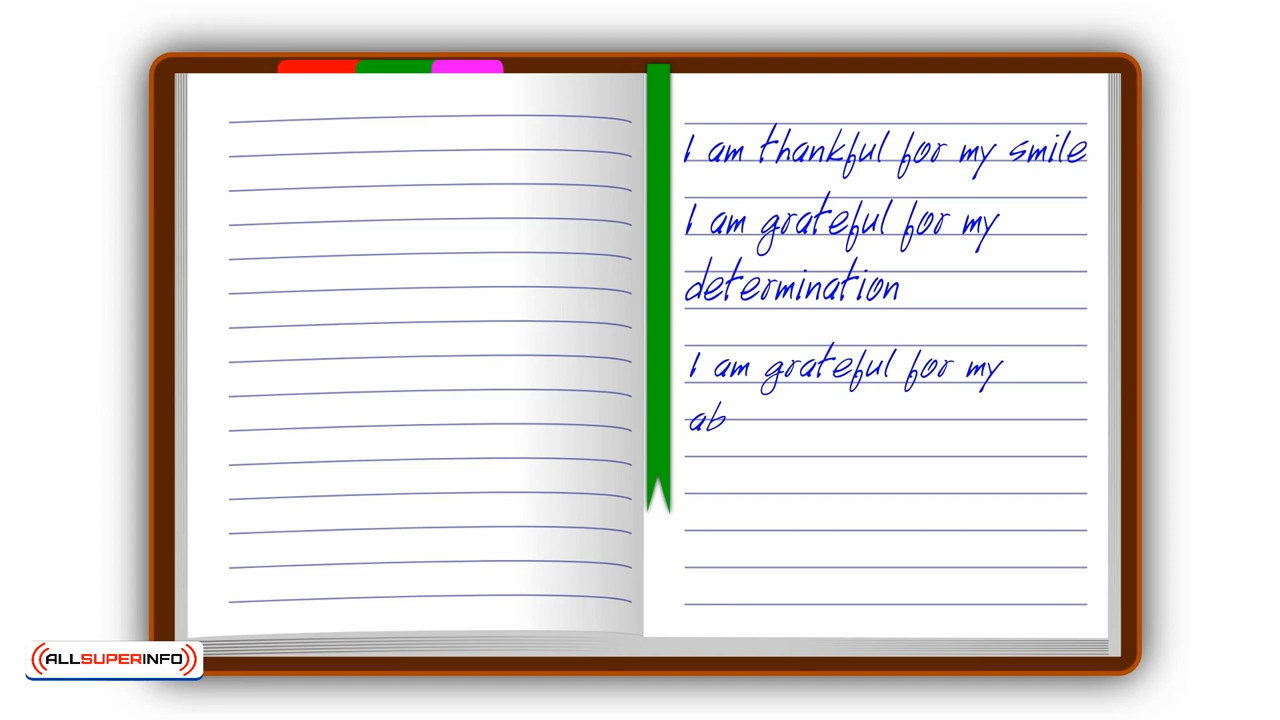 I am thankful for my smile
I am grateful for my
determination
I am grateful for my
ab
ALLSUPERINFO